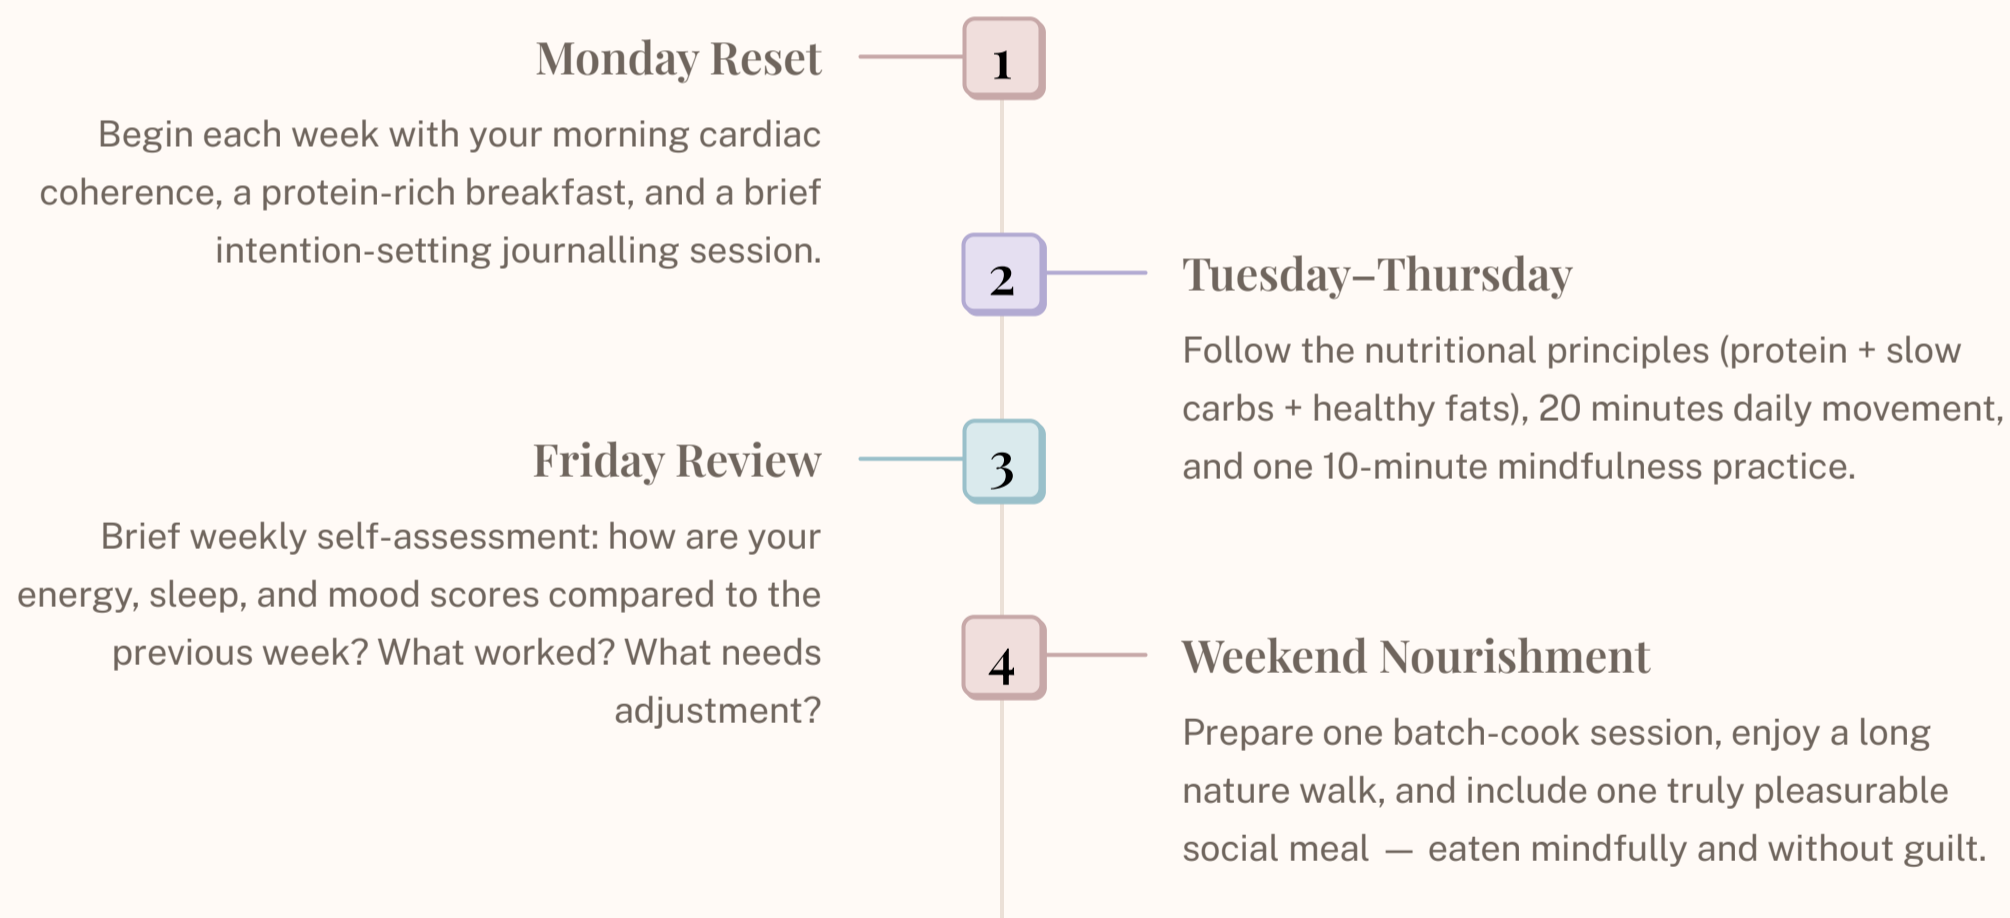 1
Monday Reset
Begin each week with your morning cardiac
coherence, a protein-rich breakfast, and a brief
intention-setting journalling session.
2
Tuesday–Thursday
Follow the nutritional principles (protein + slow
carbs + healthy fats), 20 minutes daily movement,
and one 10-minute mindfulness practice.
3
Friday Review
Brief weekly self-assessment: how are your
energy, sleep, and mood scores compared to the
previous week? What worked? What needs
adjustment?
4
Weekend Nourishment
Prepare one batch-cook session, enjoy a long
nature walk, and include one truly pleasurable
social meal — eaten mindfully and without guilt.